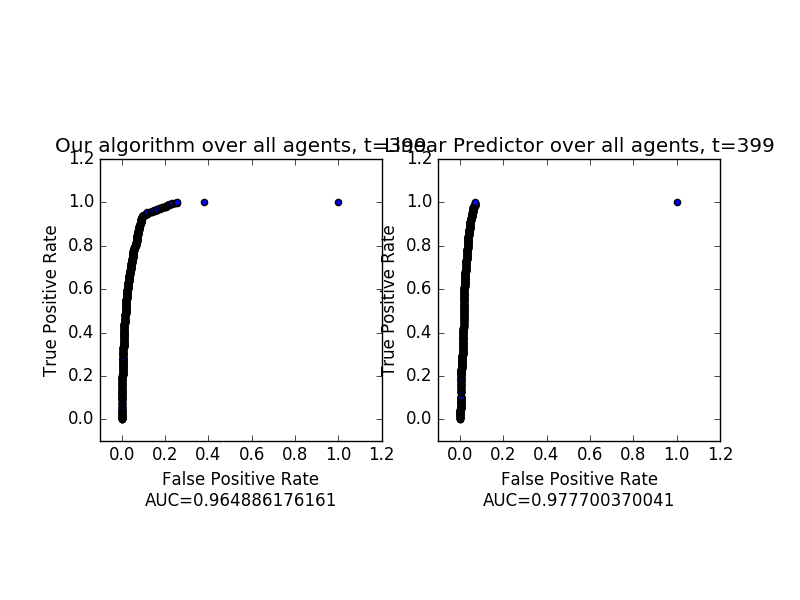 Our algorithm over all agents, t=399
Linear Predictor over all agents, t=399
True Positive Rate
1.2
1.0
0.8
0.6
0.4
0.2
0.0
0.0 0.2 0.4 0.6 0.8 1.0 1.2
False Positive Rate
AUC=0.964886176161
True Positive Rate
1.2
1.0
0.8
0.6
0.4
0.2
0.0
0.0 0.2 0.4 0.6 0.8 1.0 1.2
False Positive Rate
AUC=0.977700370041